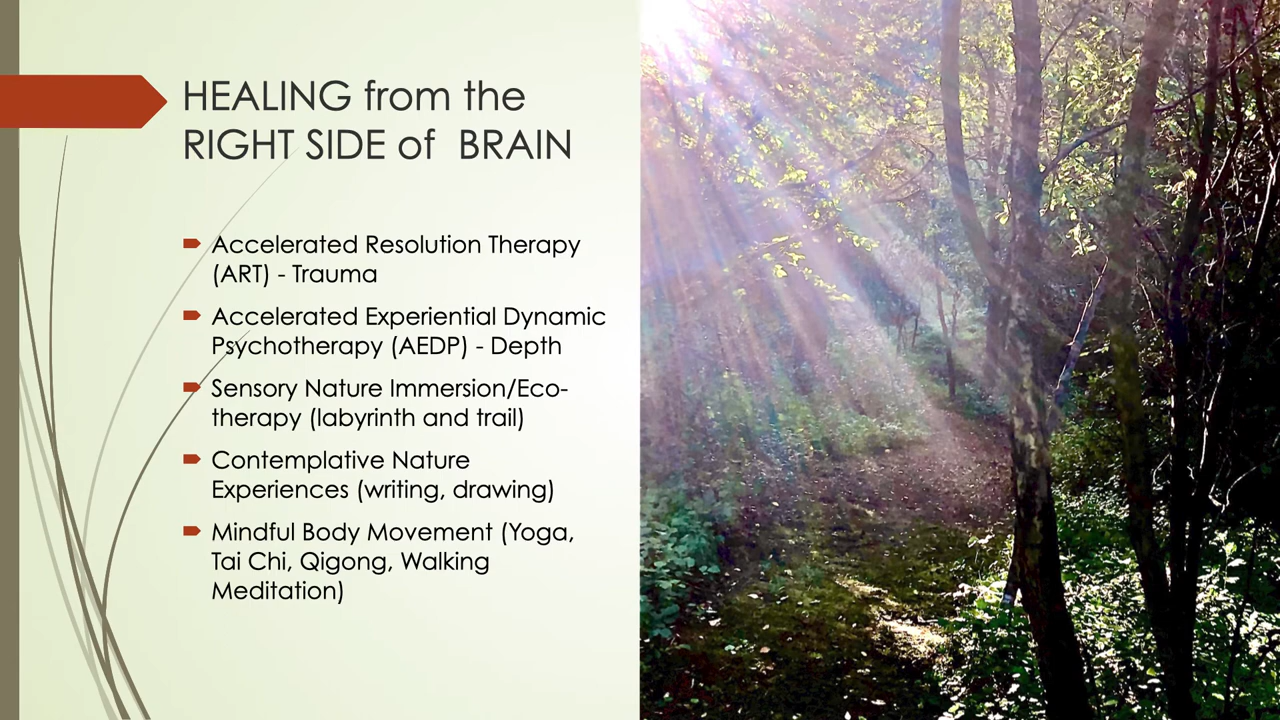 HEALING from the
RIGHT SIDE of  BRAIN
Accelerated Resolution Therapy
(ART) - Trauma
Accelerated Experiential Dynamic
Psychotherapy (AEDP) - Depth
Sensory Nature Immersion/Eco-
therapy (labyrinth and trail)
Contemplative Nature
Experiences (writing, drawing)
Mindful Body Movement (Yoga,
Tai Chi, Qigong, Walking
Meditation)